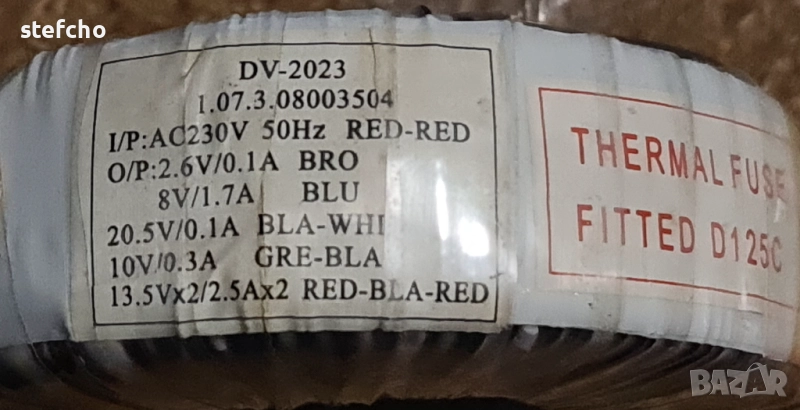 stefcho
DV-2023
1.07.3.08003504
I/P:AC230V 50Hz RED-RED
O/P:2.6V/0.1A BRO
8V/1.7A BLU
20.5V/0.1A BLA-WHI
10V/0.3A GRE-BLA
13.5Vx2/2.5Ax2 RED-BLA-RED
THERMAL FUSE
FITTED D125C
BAZAR